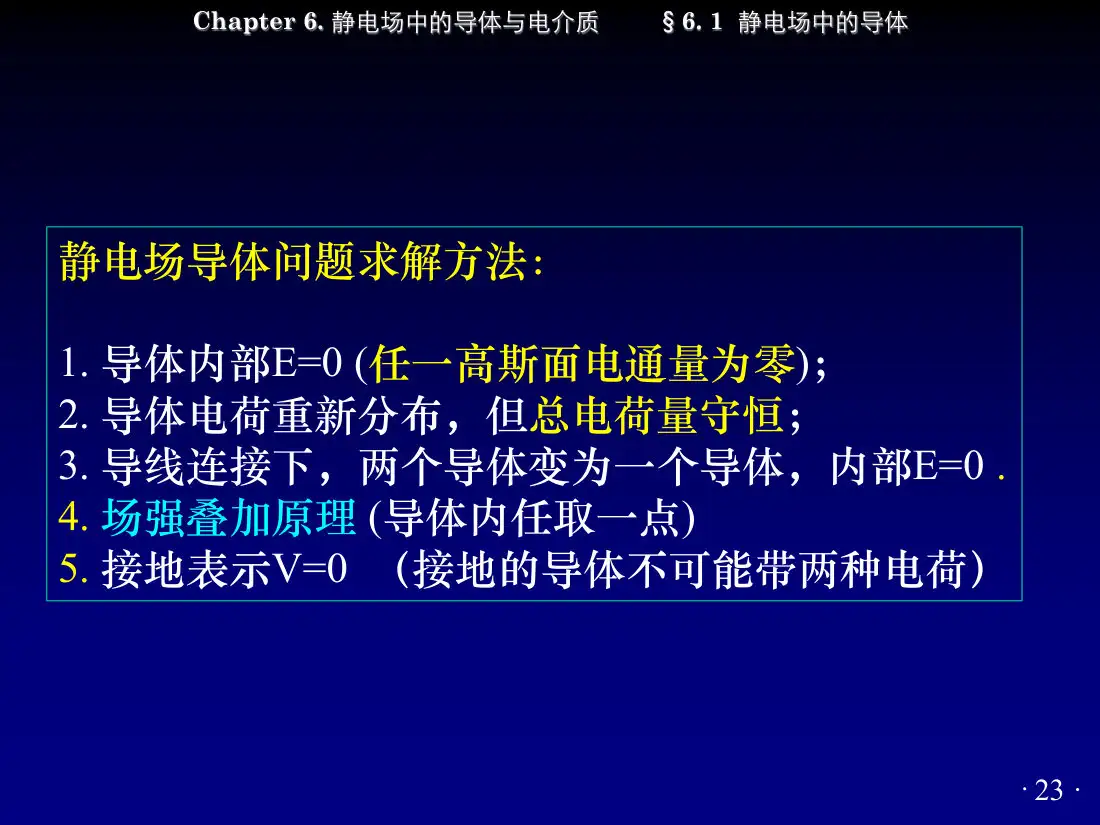 Chapter 6. 静电场中的导体与电介质 §6. 1 静电场中的导体
静电场导体问题求解方法:
1. 导体内部E=0 (任一高斯面电通量为零);
2. 导体电荷重新分布，但总电荷量守恒;
3. 导线连接下，两个导体变为一个导体，内部E=0 .
4. 场强叠加原理 (导体内任取一点)
5. 接地表示V=0 （接地的导体不可能带两种电荷）
· 23 ·